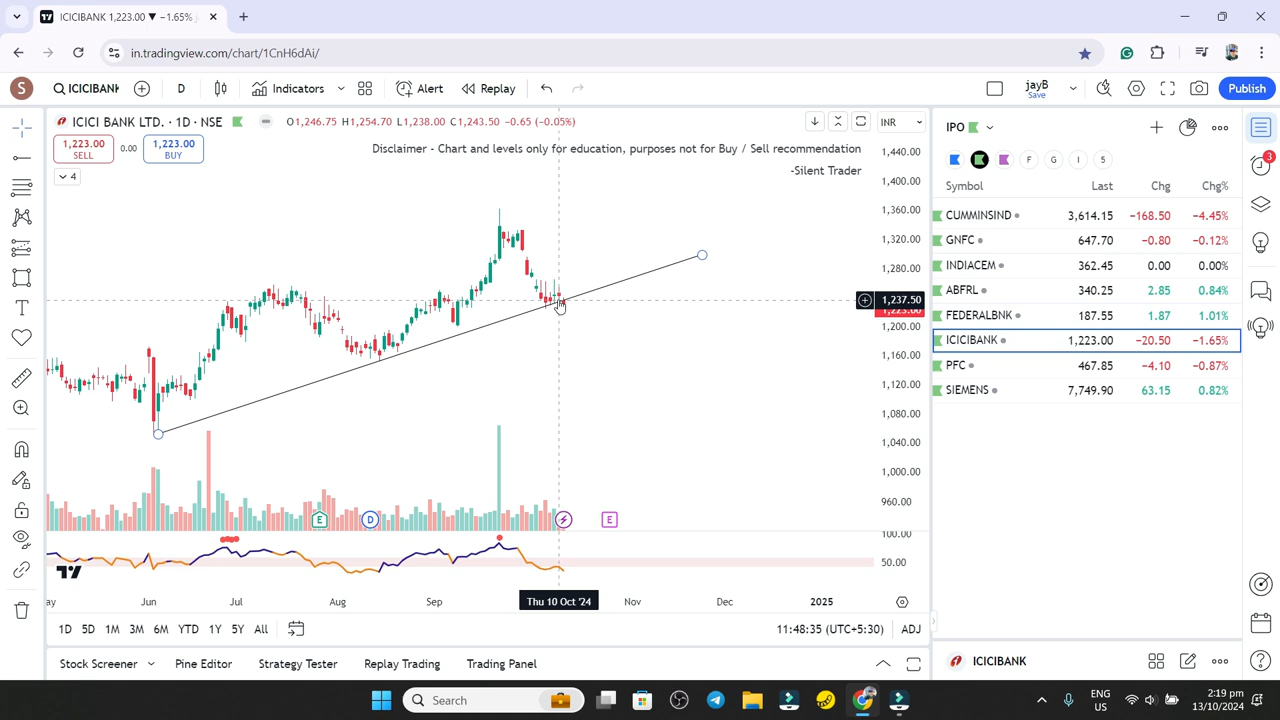 ICICIBANK 1,223.00 ▼ −1.65%
in.tradingview.com/chart/1CnH6dAi/
S ICICIBANK D Indicators Alert Replay jayB Save Publish
ICICI BANK LTD. · 1D · NSE O1,246.75 H1,254.70 L1,238.00 C1,243.50 −0.65 (−0.05%) INR
1,223.00 SELL 0.00 1,223.00 BUY
Disclaimer - Chart and levels only for education, purposes not for Buy / Sell recommendation
-Silent Trader
4
1,440.00
1,400.00
1,360.00
1,320.00
1,280.00
1,237.50
1,223.00
1,200.00
1,160.00
1,120.00
1,080.00
1,040.00
1,000.00
960.00
E D E
100.00
50.00
Jun Jul Aug Sep Thu 10 Oct '24 Nov Dec 2025
1D 5D 1M 3M 6M YTD 1Y 5Y All 11:48:35 (UTC+5:30) ADJ
Stock Screener Pine Editor Strategy Tester Replay Trading Trading Panel
IPO
F G I 5
3
Symbol Last Chg Chg%
CUMMINSIND 3,614.15 −168.50 −4.45%
GNFC 647.70 −0.80 −0.12%
INDIACEM 362.45 0.00 0.00%
ABFRL 340.25 2.85 0.84%
FEDERALBNK 187.55 1.87 1.01%
ICICIBANK 1,223.00 −20.50 −1.65%
PFC 467.85 −4.10 −0.87%
SIEMENS 7,749.90 63.15 0.82%
ICICIBANK
Search
ENG
US
2:19 pm
13/10/2024